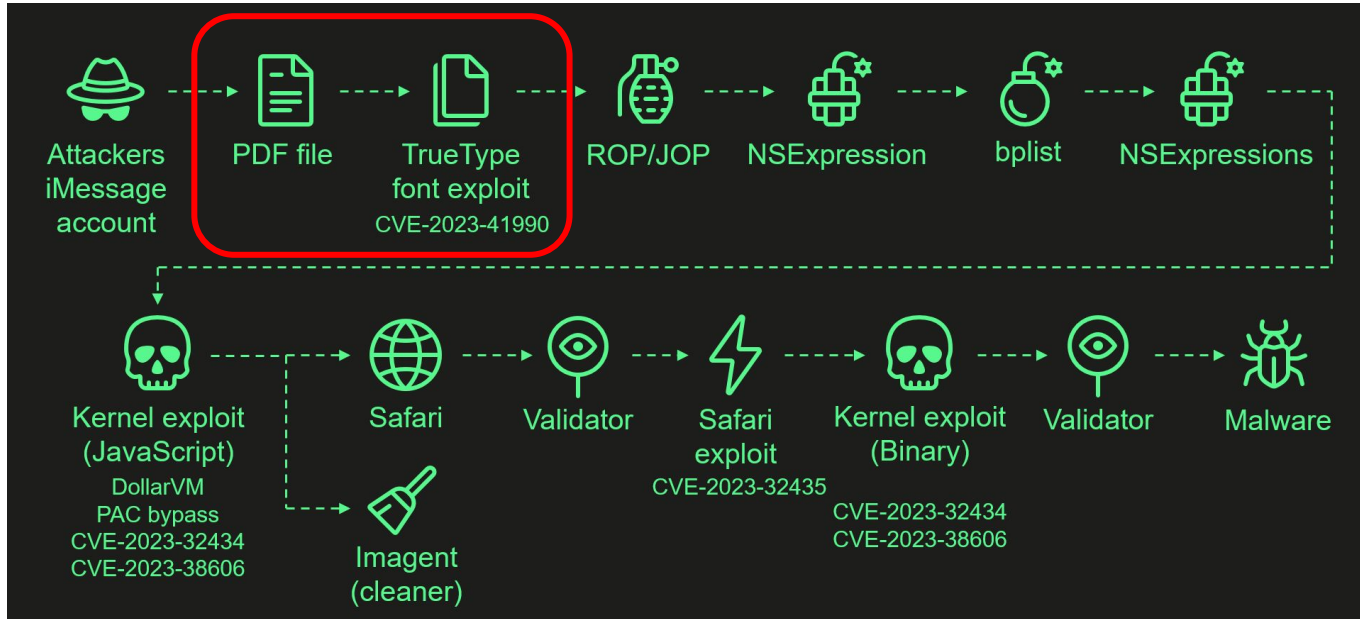 Attackers
iMessage
account
PDF file
TrueType
font exploit
CVE-2023-41990
ROP/JOP
NSExpression
bplist
NSExpressions
Kernel exploit
(JavaScript)
DollarVM
PAC bypass
CVE-2023-32434
CVE-2023-38606
Safari
Imagent
(cleaner)
Validator
Safari
exploit
CVE-2023-32435
Kernel exploit
(Binary)
CVE-2023-32434
CVE-2023-38606
Validator
Malware